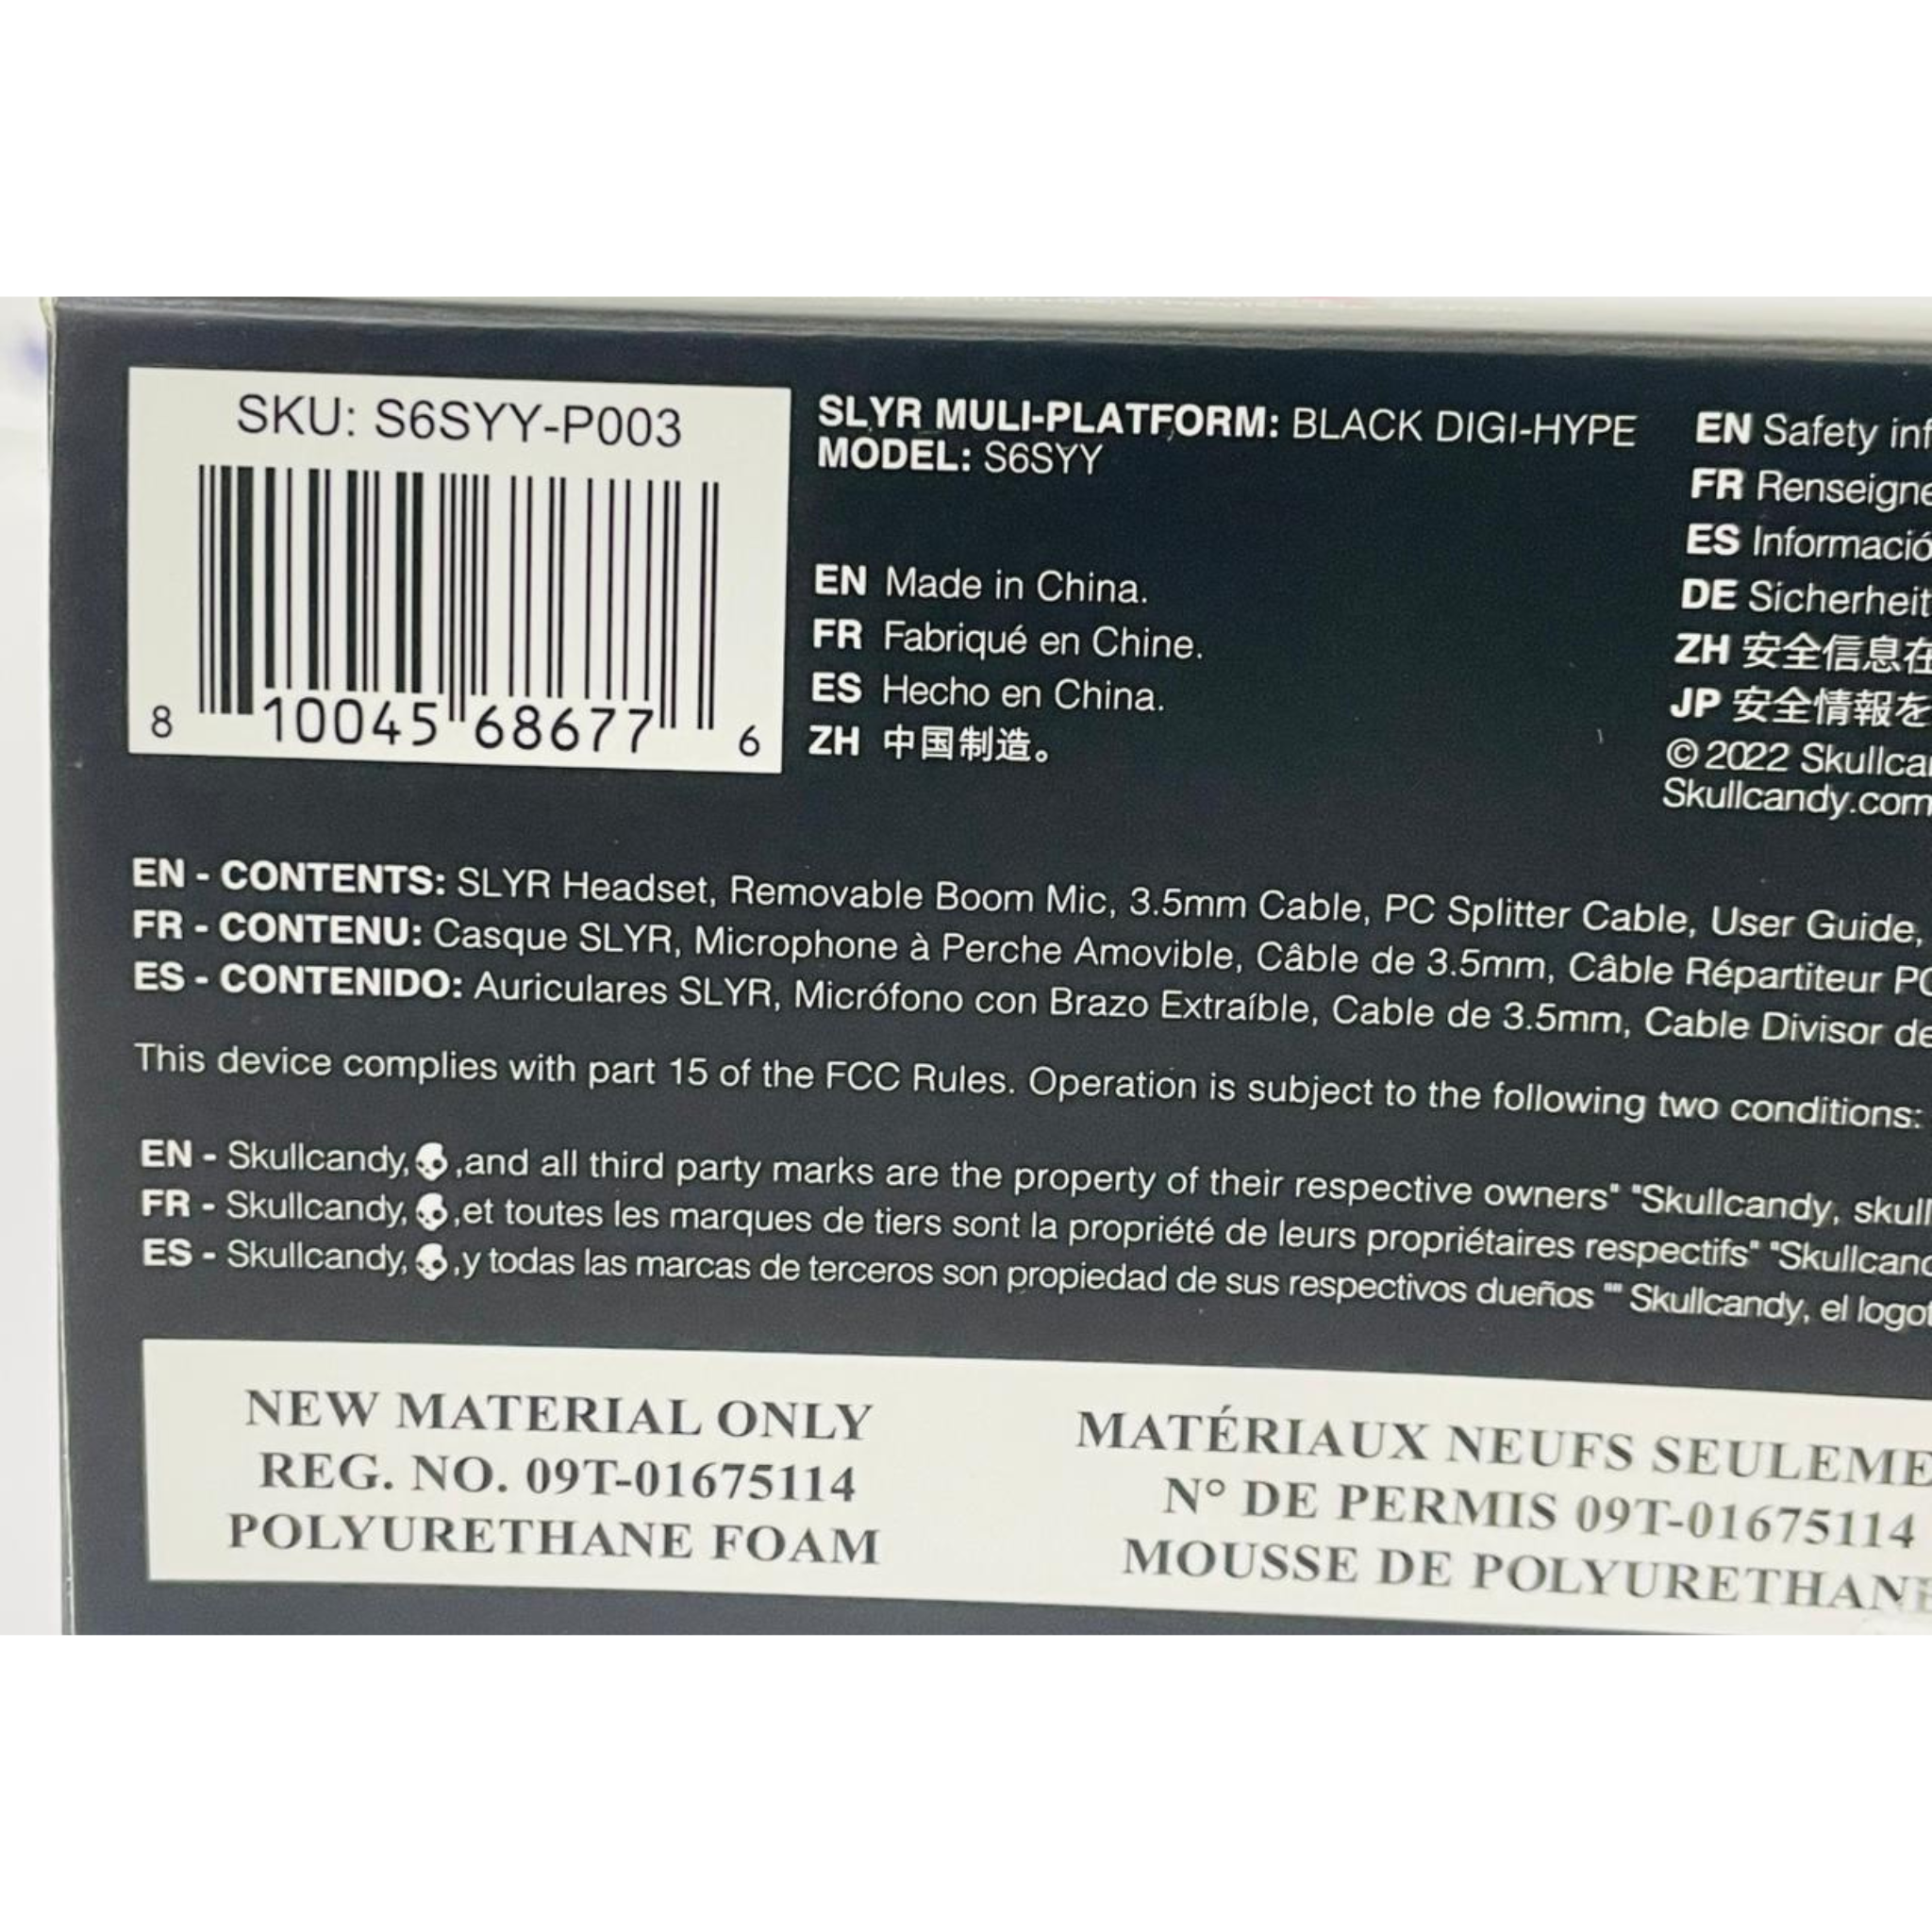 SKU: S6SYY-P003
8 10045 68677 6
SLYR MULI-PLATFORM: BLACK DIGI-HYPE
MODEL: S6SYY
EN Made in China.
FR Fabriqué en Chine.
ES Hecho en China.
ZH 中国制造。
EN Safety
FR
ES
DE
ZH 安全信息在
JP 安全情報を
© 2022
Skullcandy.com
EN - CONTENTS: SLYR Headset, Removable Boom Mic, 3.5mm Cable, PC Splitter Cable, User Guide,
FR - CONTENU: Casque SLYR, Microphone à Perche Amovible, Câble de 3.5mm, Câble Répartiteur
ES - CONTENIDO: Auriculares SLYR, Micrófono con Brazo Extraíble, Cable de 3.5mm, Cable Divisor
This device complies with part 15 of the FCC Rules. Operation is subject to the following two conditions:
EN - Skullcandy, ,and all third party marks are the property of their respective owners" "Skullcandy, skull
FR - Skullcandy, ,et toutes les marques de tiers sont la propriété de leurs propriétaires respectifs"
ES - Skullcandy, ,y todas las marcas de terceros son propiedad de sus respectivos dueños "" Skullcandy, el
NEW MATERIAL ONLY
REG. NO. 09T-01675114
POLYURETHANE FOAM
MATÉRIAUX NEUFS
N° DE PERMIS 09T-01675114
MOUSSE DE POLYURETHANE